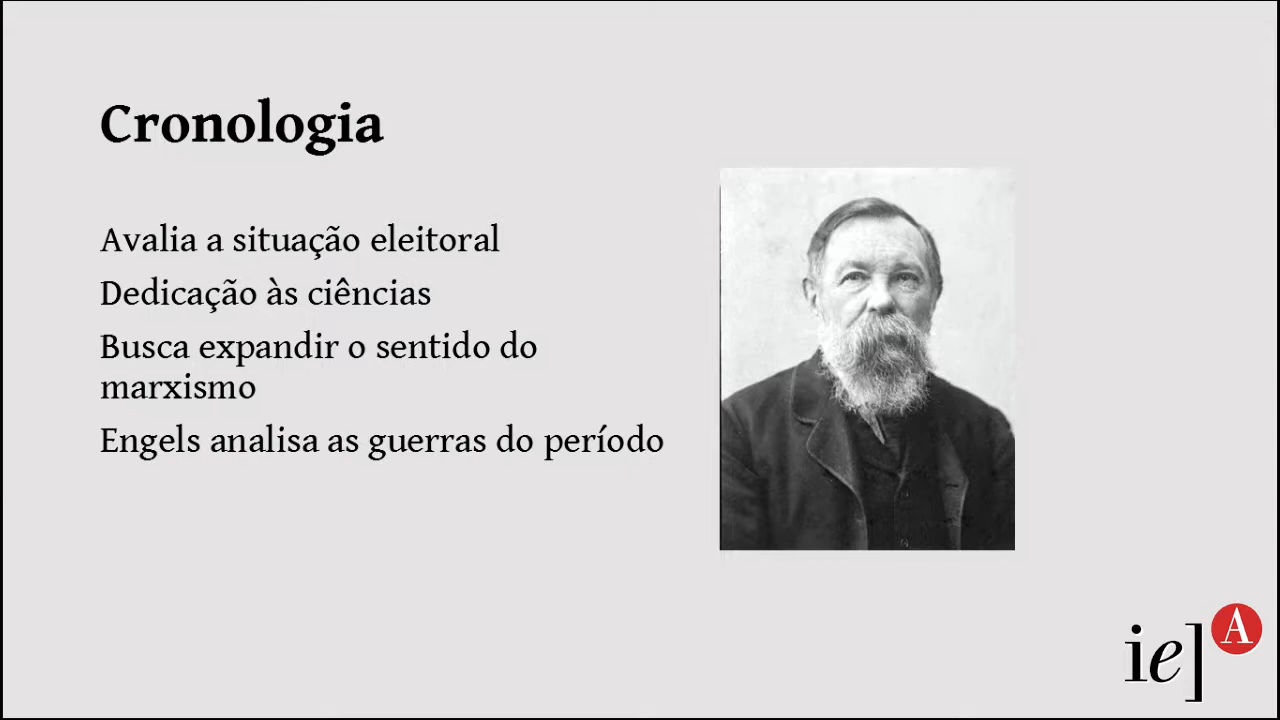 Cronologia
Avalia a situação eleitoral
Dedicação às ciências
Busca expandir o sentido do
marxismo
Engels analisa as guerras do período
ie] A